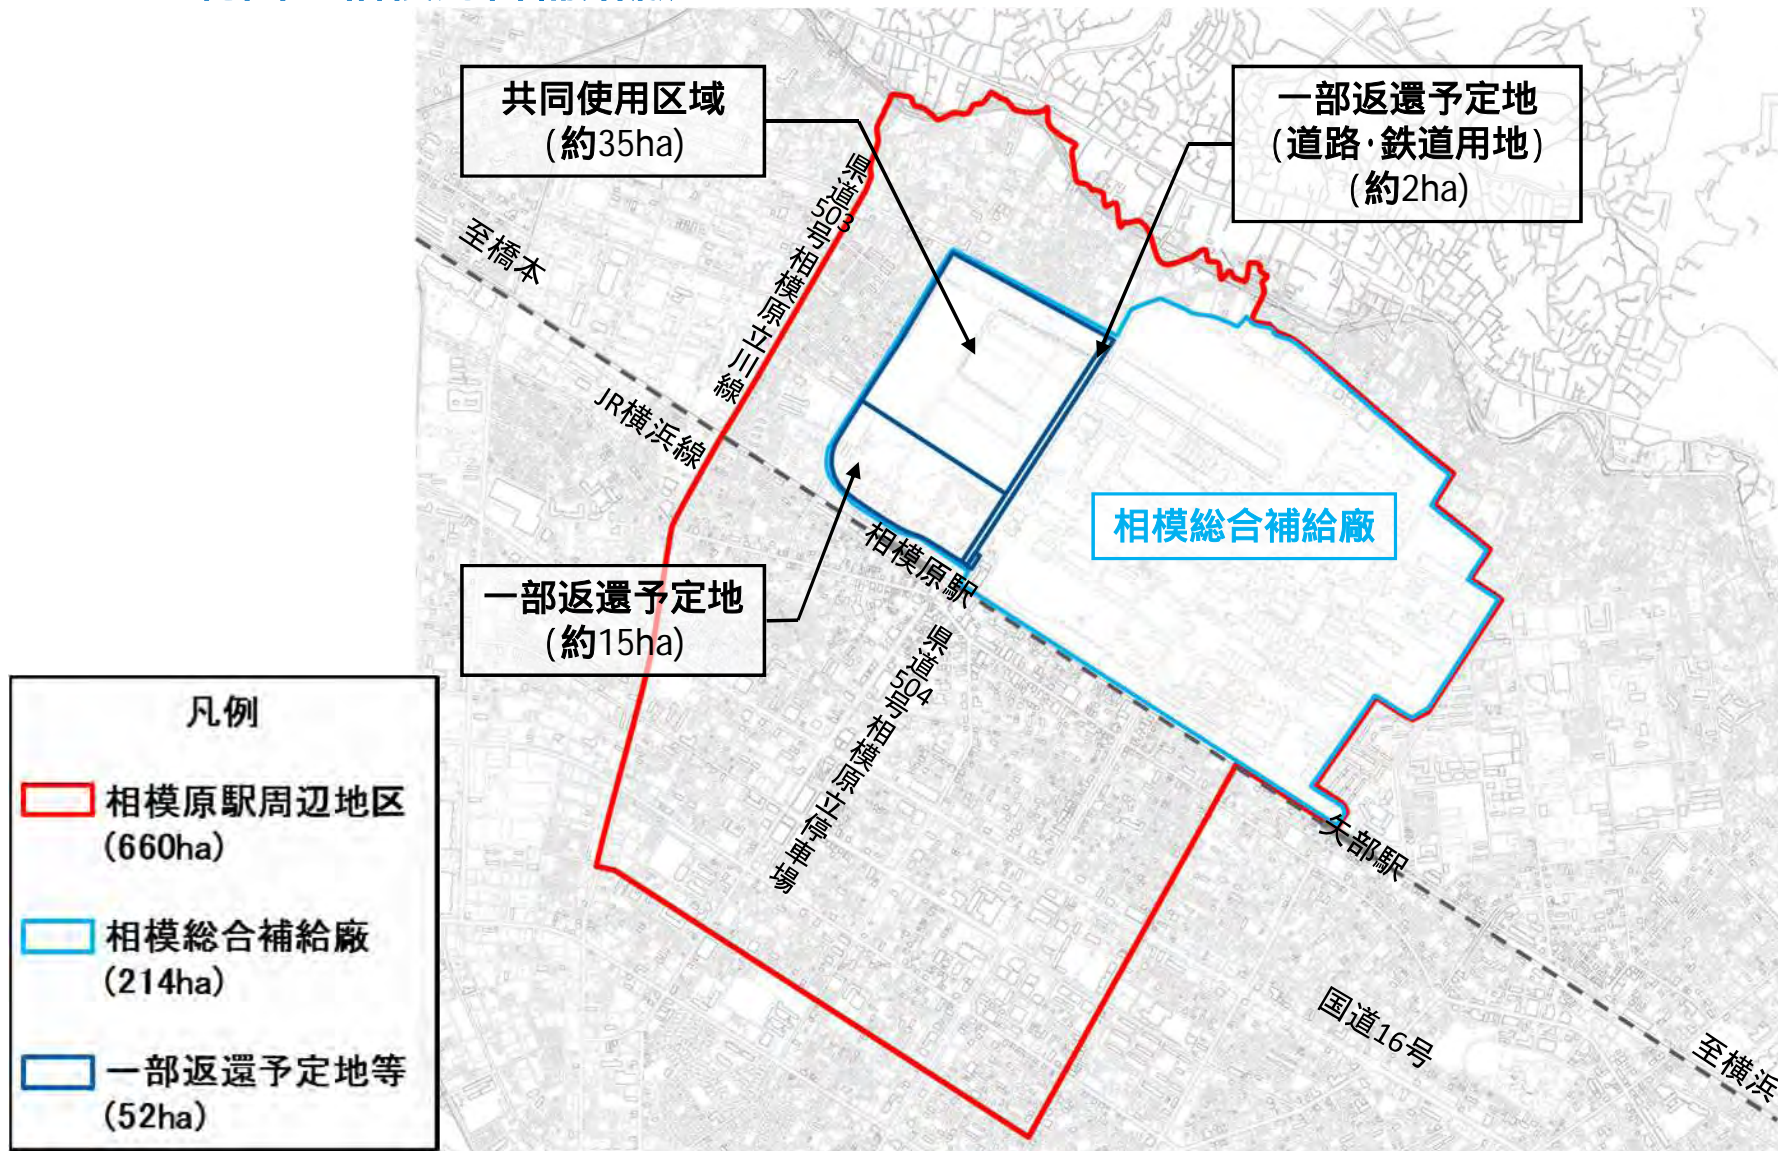 共同使用区域
(約35ha)
一部返還予定地
(道路・鉄道用地)
(約2ha)
県道503号相模原立川線
至橋本
JR横浜線
相模総合補給廠
相模原駅
一部返還予定地
(約15ha)
県道504号相模原立停車場
矢部駅
国道16号
至横浜
凡例
相模原駅周辺地区
(660ha)
相模総合補給廠
(214ha)
一部返還予定地等
(52ha)